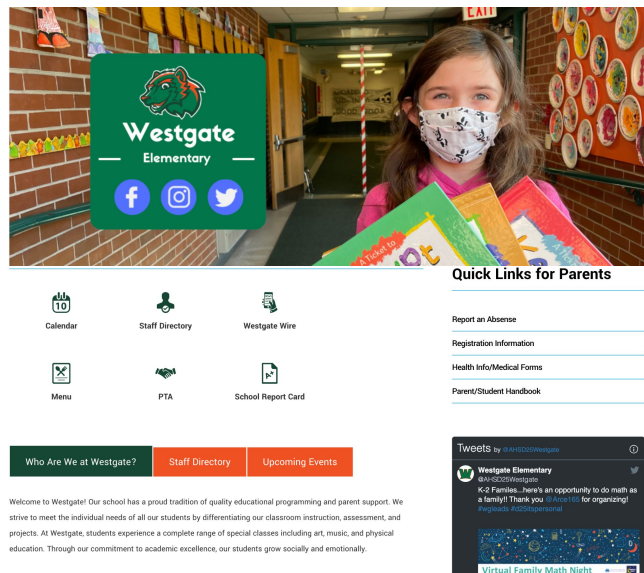 EXIT
Westgate
Elementary
A Ticket to
Quick Links for Parents
10
Calendar
Staff Directory
Westgate Wire
Menu
PTA
A+
School Report Card
Report an Absense
Registration Information
Health Info/Medical Forms
Parent/Student Handbook
Who Are We at Westgate?
Staff Directory
Upcoming Events
Welcome to Westgate! Our school has a proud tradition of quality educational programming and parent support. We
strive to meet the individual needs of all our students by differentiating our classroom instruction, assessment, and
projects. At Westgate, students experience a complete range of special classes including art, music, and physical
education. Through our commitment to academic excellence, our students grow socially and emotionally.
Tweets by @AHSD25Westgate
Westgate Elementary
@AHSD25Westgate
K-2 Familes...here's an opportunity to do math as
a family!! Thank you @Arce165 for organizing!
#wgleads #d25itspersonal
Virtual Family Math Night